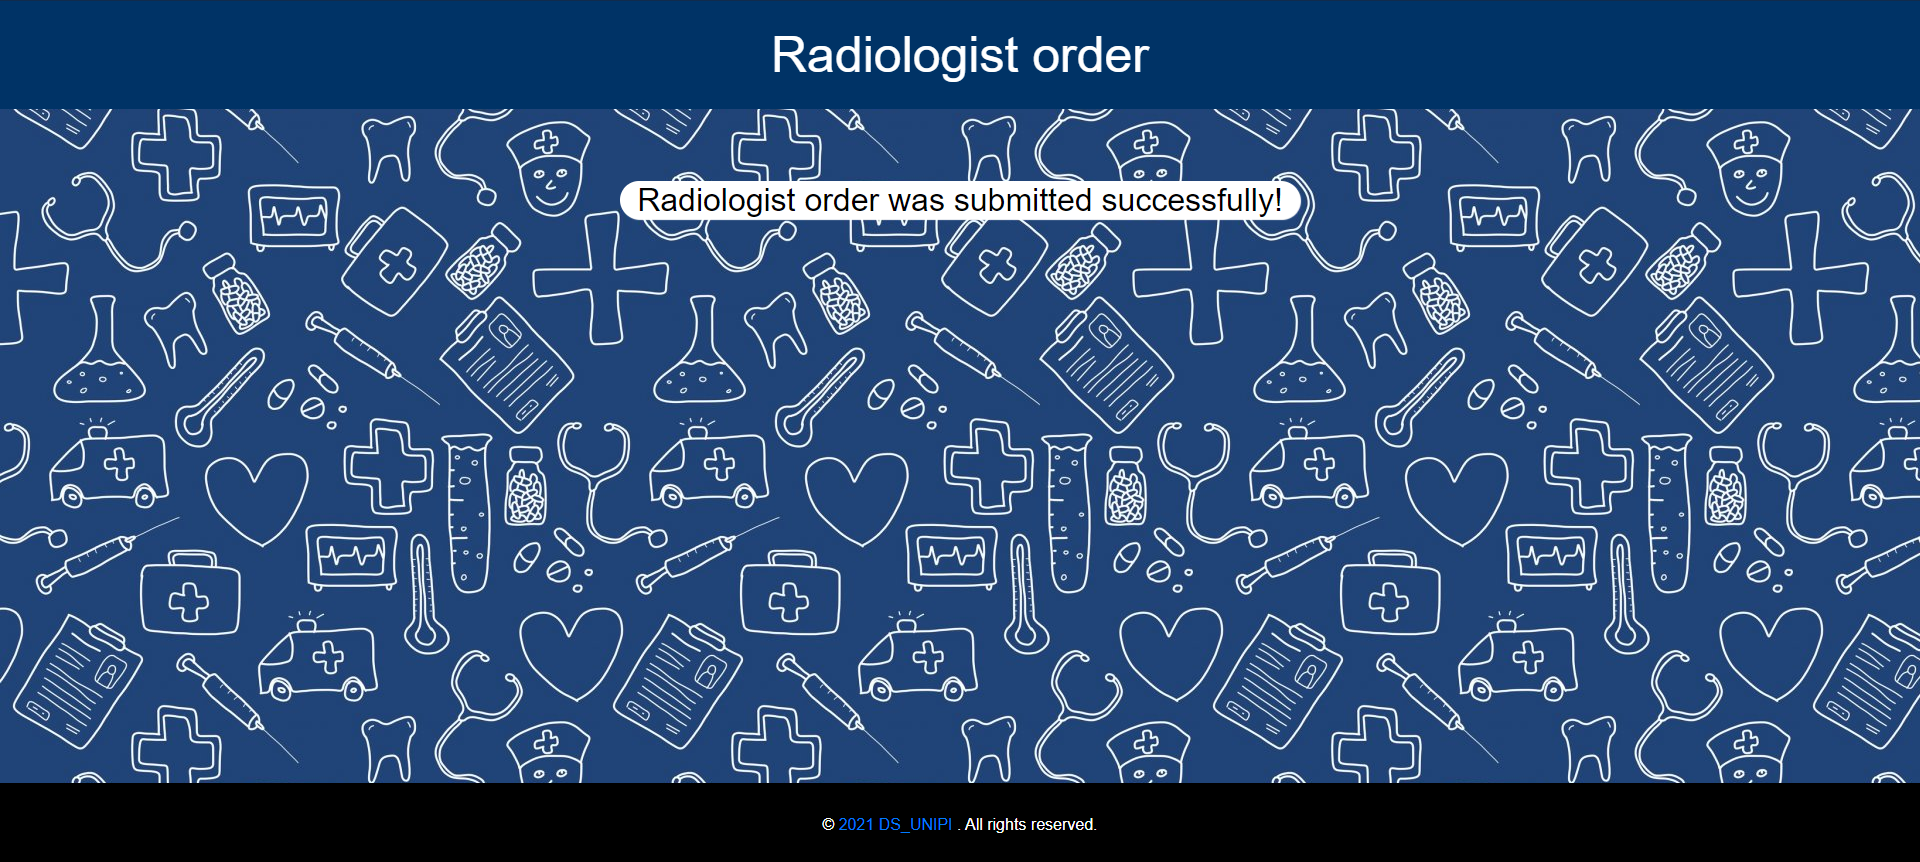 Radiologist order
Radiologist order was submitted successfully!
© 2021 DS_UNIPI . All rights reserved.